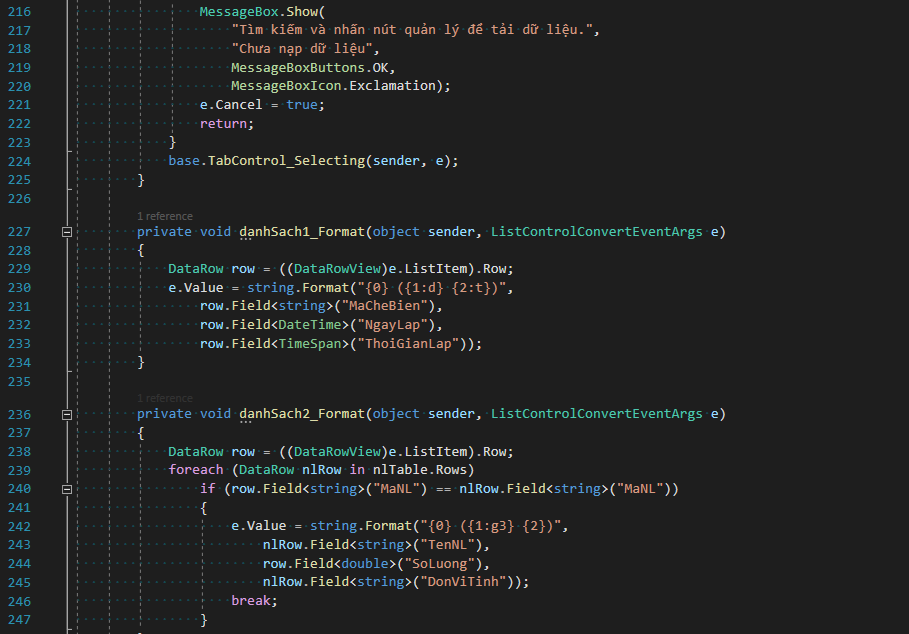 216 MessageBox.Show(
217 "Tìm kiếm và nhấn nút quản lý để tải dữ liệu.",
218 "Chưa nạp dữ liệu",
219 MessageBoxButtons.OK,
220 MessageBoxIcon.Exclamation);
221 e.Cancel = true;
222 return;
223 }
224 base.TabControl_Selecting(sender, e);
225 }
226
1 reference
227 private void danhSach1_Format(object sender, ListControlConvertEventArgs e)
228 {
229 DataRow row = ((DataRowView)e.ListItem).Row;
230 e.Value = string.Format("{0} ({1:d} {2:t})",
231 row.Field<string>("MaCheBien"),
232 row.Field<DateTime>("NgayLap"),
233 row.Field<TimeSpan>("ThoiGianLap"));
234 }
235
1 reference
236 private void danhSach2_Format(object sender, ListControlConvertEventArgs e)
237 {
238 DataRow row = ((DataRowView)e.ListItem).Row;
239 foreach (DataRow nlRow in nlTable.Rows)
240 if (row.Field<string>("MaNL") == nlRow.Field<string>("MaNL"))
241 {
242 e.Value = string.Format("{0} ({1:g3} {2})",
243 nlRow.Field<string>("TenNL"),
244 row.Field<double>("SoLuong"),
245 nlRow.Field<string>("DonViTinh"));
246 break;
247 }